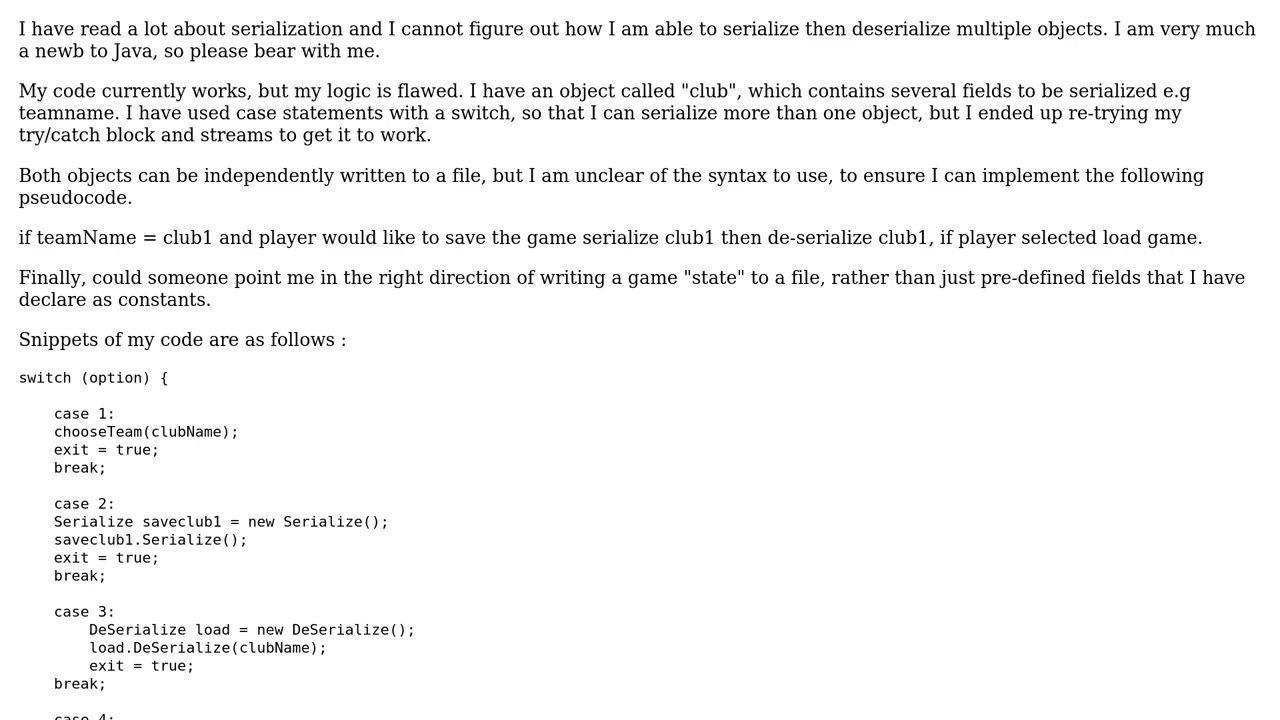 I have read a lot about serialization and I cannot figure out how I am able to serialize then deserialize multiple objects. I am very much
a newb to Java, so please bear with me.
My code currently works, but my logic is flawed. I have an object called "club", which contains several fields to be serialized e.g
teamname. I have used case statements with a switch, so that I can serialize more than one object, but I ended up re-trying my
try/catch block and streams to get it to work.
Both objects can be independently written to a file, but I am unclear of the syntax to use, to ensure I can implement the following
pseudocode.
if teamName = club1 and player would like to save the game serialize club1 then de-serialize club1, if player selected load game.
Finally, could someone point me in the right direction of writing a game "state" to a file, rather than just pre-defined fields that I have
declare as constants.
Snippets of my code are as follows :
switch (option) {
case 1:
chooseTeam(clubName);
exit = true;
break;
case 2:
Serialize saveclub1 = new Serialize();
saveclub1.Serialize();
exit = true;
break;
case 3:
DeSerialize load = new DeSerialize();
load.DeSerialize(clubName);
exit = true;
break;
case 4: